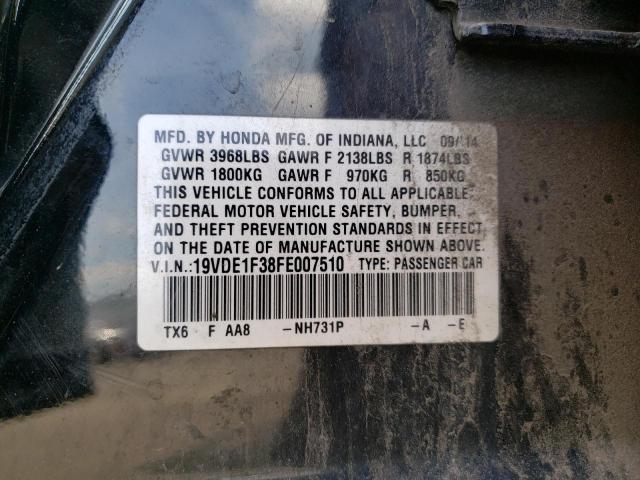 MFD. BY HONDA MFG. OF INDIANA, LLC 09/14
GVWR 3968LBS GAWR F 2138LBS R 1874LBS
GVWR 1800KG GAWR F 970KG R 850KG
THIS VEHICLE CONFORMS TO ALL APPLICABLE
FEDERAL MOTOR VEHICLE SAFETY, BUMPER,
AND THEFT PREVENTION STANDARDS IN EFFECT
ON THE DATE OF MANUFACTURE SHOWN ABOVE.
V.I.N.:19VDE1F38FE007510 TYPE: PASSENGER CAR
TX6 F AA8 -NH731P -A -E